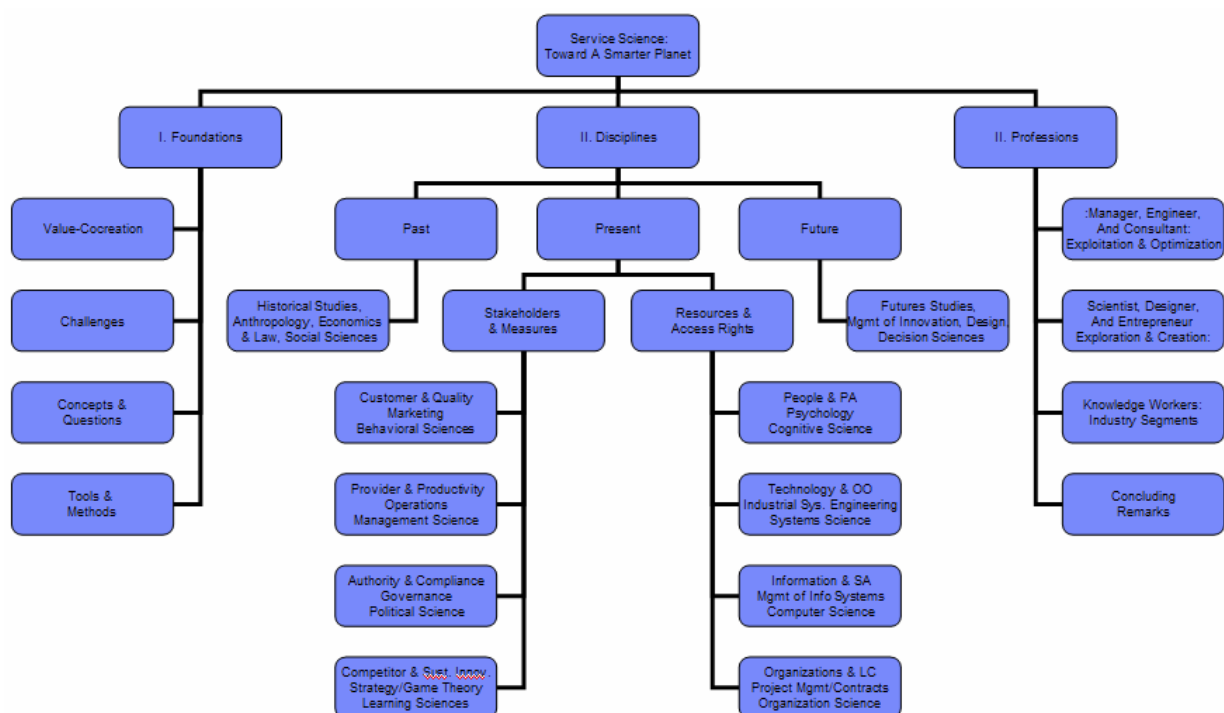 Service Science:
Toward A Smarter Planet
I. Foundations
II. Disciplines
II. Professions
Value-Cocreation
Challenges
Concepts &
Questions
Tools &
Methods
Past
Present
Future
Historical Studies,
Anthropology, Economics
& Law, Social Sciences
Stakeholders
& Measures
Resources &
Access Rights
Futures Studies,
Mgmt of Innovation, Design,
Decision Sciences
Customer & Quality
Marketing
Behavioral Sciences
Provider & Productivity
Operations
Management Science
Authority & Compliance
Governance
Political Science
Competitor & Sust. Innov.
Strategy/Game Theory
Learning Sciences
People & PA
Psychology
Cognitive Science
Technology & OO
Industrial Sys. Engineering
Systems Science
Information & SA
Mgmt of Info Systems
Computer Science
Organizations & LC
Project Mgmt/Contracts
Organization Science
:Manager, Engineer,
And Consultant:
Exploitation & Optimization
Scientist, Designer,
And Entrepreneur
Exploration & Creation:
Knowledge Workers:
Industry Segments
Concluding
Remarks